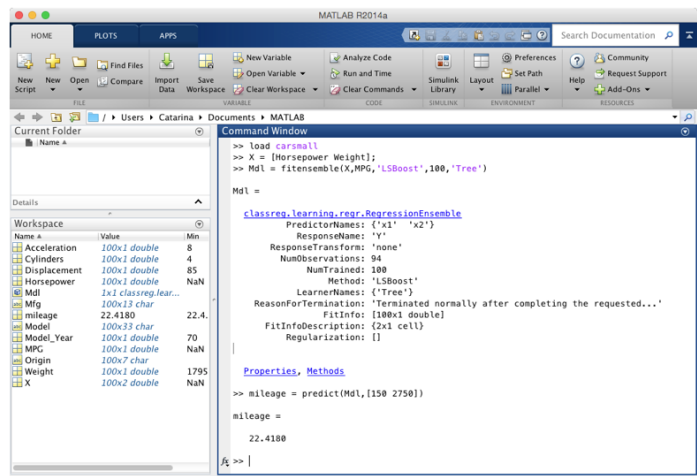 MATLAB R2014a
HOME PLOTS APPS Search Documentation
New Script New Open Find Files Compare Import Data Save Workspace New Variable Open Variable Clear Workspace Analyze Code Run and Time Clear Commands Simulink Library Layout Preferences Set Path Parallel Help Community Request Support Add-Ons
FILE VARIABLE CODE SIMULINK ENVIRONMENT RESOURCES
/ Users Catarina Documents MATLAB
Current Folder
Name
Details
Workspace
Name Value Min
Acceleration 100x1 double 8
Cylinders 100x1 double 4
Displacement 100x1 double 85
Horsepower 100x1 double NaN
Mdl 1x1 classreg.lear...
Mfg 100x13 char
mileage 22.4180 22.4.
Model 100x33 char
Model_Year 100x1 double 70
MPG 100x1 double NaN
Origin 100x7 char
Weight 100x1 double 1795
X 100x2 double NaN
Command Window
>> load carsmall
>> X = [Horsepower Weight];
>> Mdl = fitensemble(X,MPG,'LSBoost',100,'Tree')
Mdl =
classreg.learning.regr.RegressionEnsemble
PredictorNames: {'x1' 'x2'}
ResponseName: 'Y'
ResponseTransform: 'none'
NumObservations: 94
NumTrained: 100
Method: 'LSBoost'
LearnerNames: {'Tree'}
ReasonForTermination: 'Terminated normally after completing the requested...'
FitInfo: [100x1 double]
FitInfoDescription: {2x1 cell}
Regularization: []
Properties, Methods
>> mileage = predict(Mdl,[150 2750])
mileage =
22.4180
fx >>